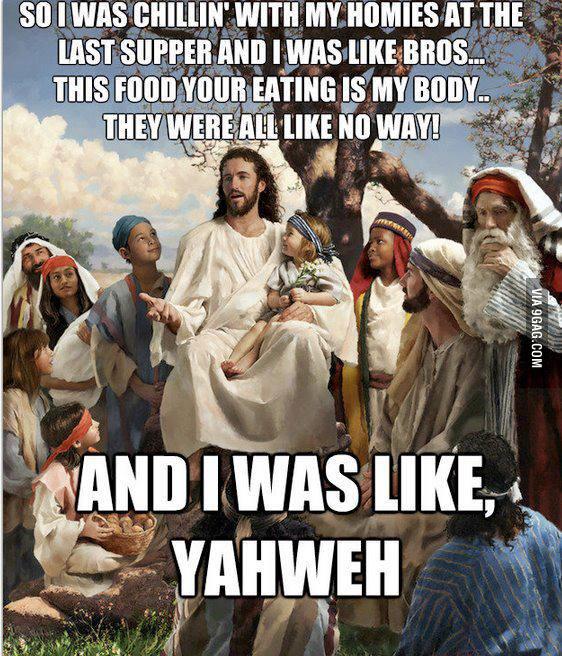 SO I WAS CHILLIN' WITH MY HOMIES AT THE
LAST SUPPER AND I WAS LIKE BROS...
THIS FOOD YOUR EATING IS MY BODY..
THEY WERE ALL LIKE NO WAY!
VIA 9GAG.COM
AND I WAS LIKE,
YAHWEH